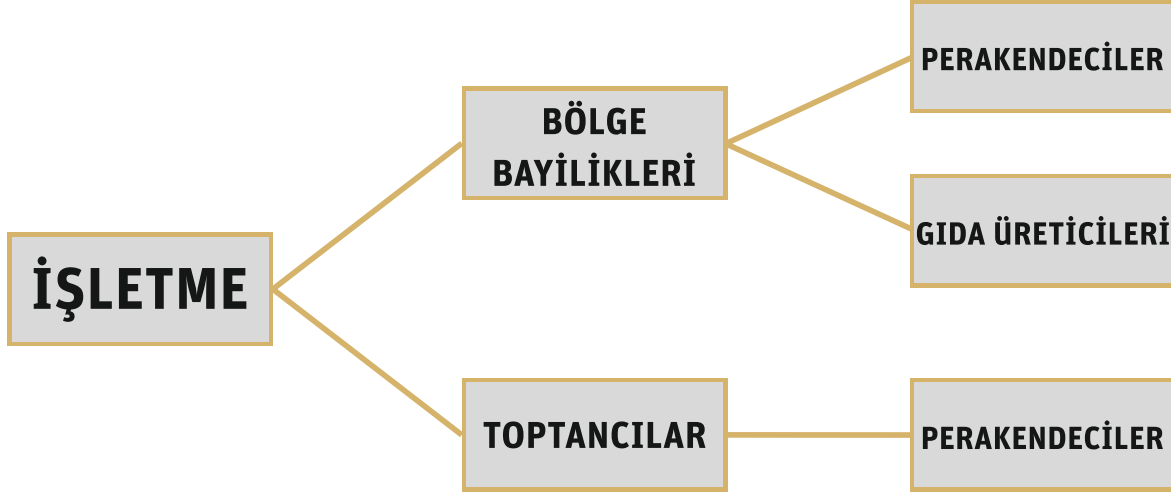 İŞLETME
BÖLGE
BAYİLİKLERİ
PERAKENDECİLER
GIDA ÜRETİCİLERİ
TOPTANCILAR
PERAKENDECİLER